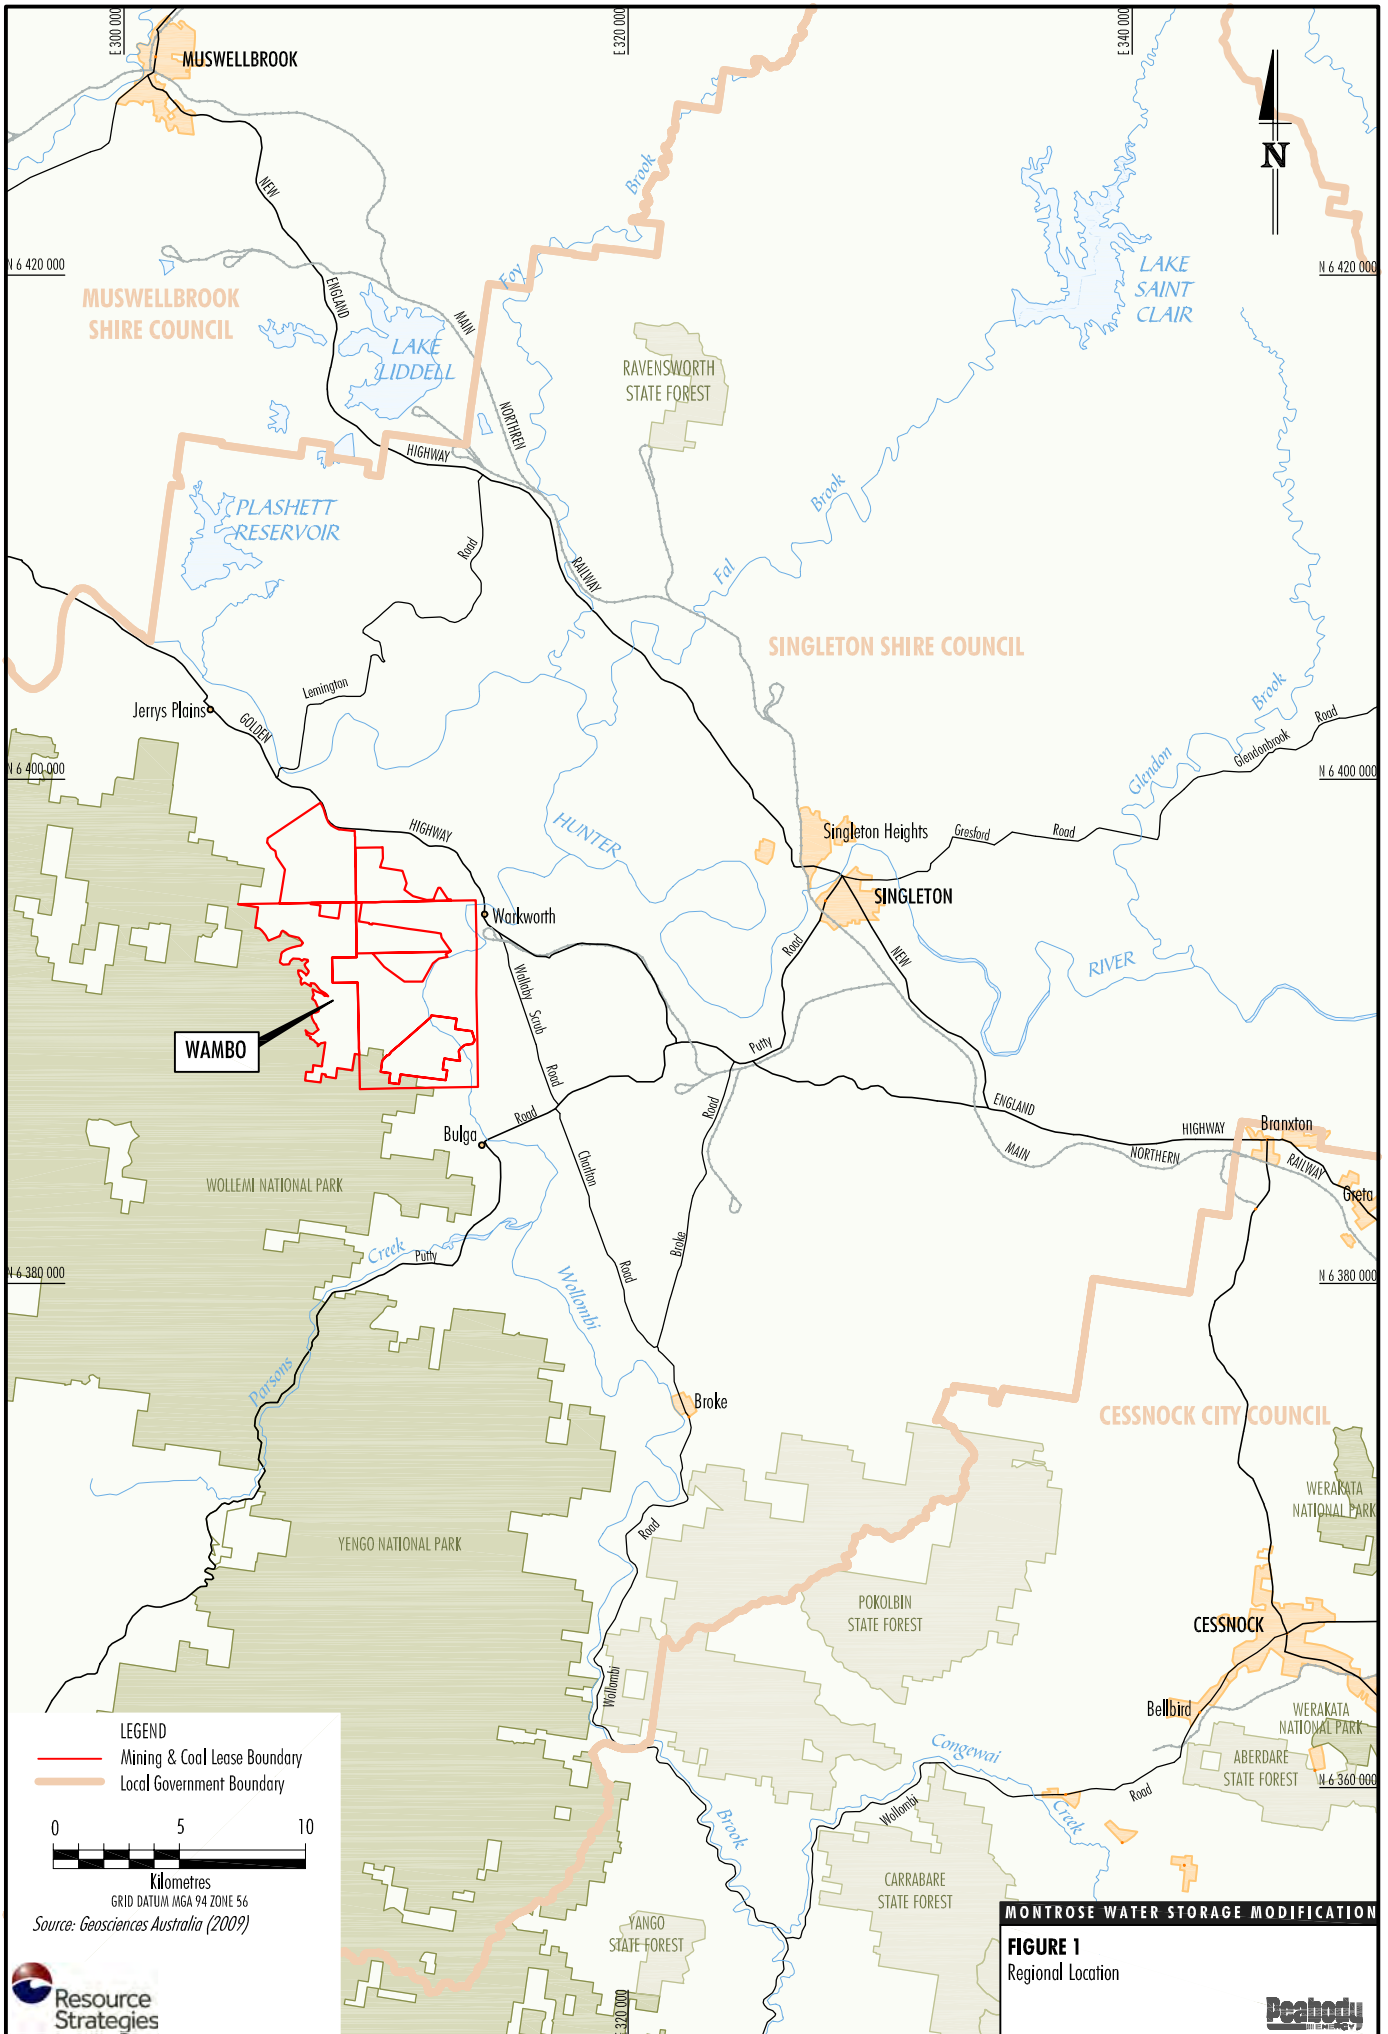 E 300 000
E 320 000
E 340 000
MUSWELLBROOK
N
Brook
NEW
N 6 420 000
N 6 420 000
Foy
LAKE
SAINT
CLAIR
MUSWELLBROOK
SHIRE COUNCIL
ENGLAND
MAIN
LAKE
LIDDELL
RAVENSWORTH
STATE FOREST
NORTHREN
HIGHWAY
PLASHETT
RESERVOIR
Road
Brook
Fal
RAILWAY
SINGLETON SHIRE COUNCIL
Lemington
Jerrys Plains
GOLDEN
Brook
Road
Glendonbrook
Glendon
N 6 400 000
N 6 400 000
HIGHWAY
HUNTER
Singleton Heights
Gresford
Road
SINGLETON
Warkworth
Road
NEW
RIVER
Wallaby
Scrub
Road
WAMBO
Putty
Road
ENGLAND
HIGHWAY
Branxton
Road
Bulga
MAIN
NORTHERN
RAILWAY
Greta
Charlton
WOLLEMI NATIONAL PARK
Creek
Putty
Broke
Road
N 6 380 000
N 6 380 000
Wollombi
Parsons
Broke
CESSNOCK CITY COUNCIL
WERAKATA
NATIONAL PARK
Road
YENGO NATIONAL PARK
POKOLBIN
STATE FOREST
CESSNOCK
Wollombi
Bellbird
WERAKATA
NATIONAL PARK
Congewai
ABERDARE
STATE FOREST
N 6 360 000
Road
Wollombi
Creek
Brook
LEGEND
Mining & Coal Lease Boundary
Local Government Boundary
0 5 10
Kilometres
GRID DATUM MGA 94 ZONE 56
Source: Geosciences Australia (2009)
CARRABARE
STATE FOREST
YANGO
STATE FOREST
MONTROSE WATER STORAGE MODIFICATION
FIGURE 1
Regional Location
E 320 000
Resource
Strategies
Peabody
ENERGY